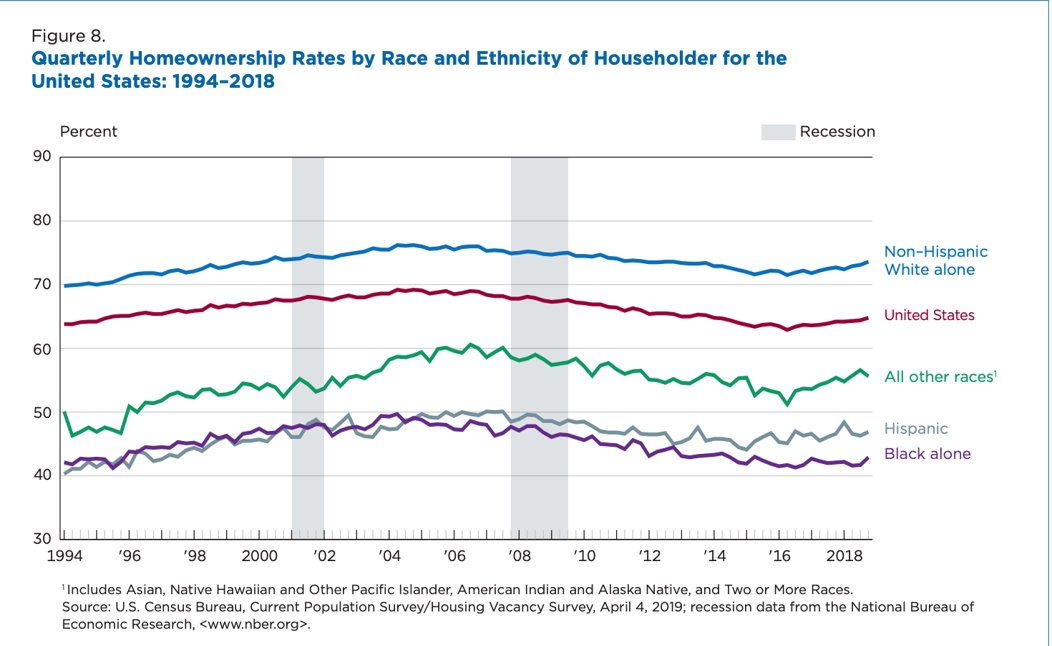 Figure 8.
Quarterly Homeownership Rates by Race and Ethnicity of Householder for the
United States: 1994–2018
Percent
Recession
90
80
70
60
50
40
30
Non–Hispanic
White alone
United States
All other races¹
Hispanic
Black alone
1994 '96 '98 2000 '02 '04 '06 '08 '10 '12 '14 '16 2018
¹ Includes Asian, Native Hawaiian and Other Pacific Islander, American Indian and Alaska Native, and Two or More Races.
Source: U.S. Census Bureau, Current Population Survey/Housing Vacancy Survey, April 4, 2019; recession data from the National Bureau of
Economic Research, <www.nber.org>.